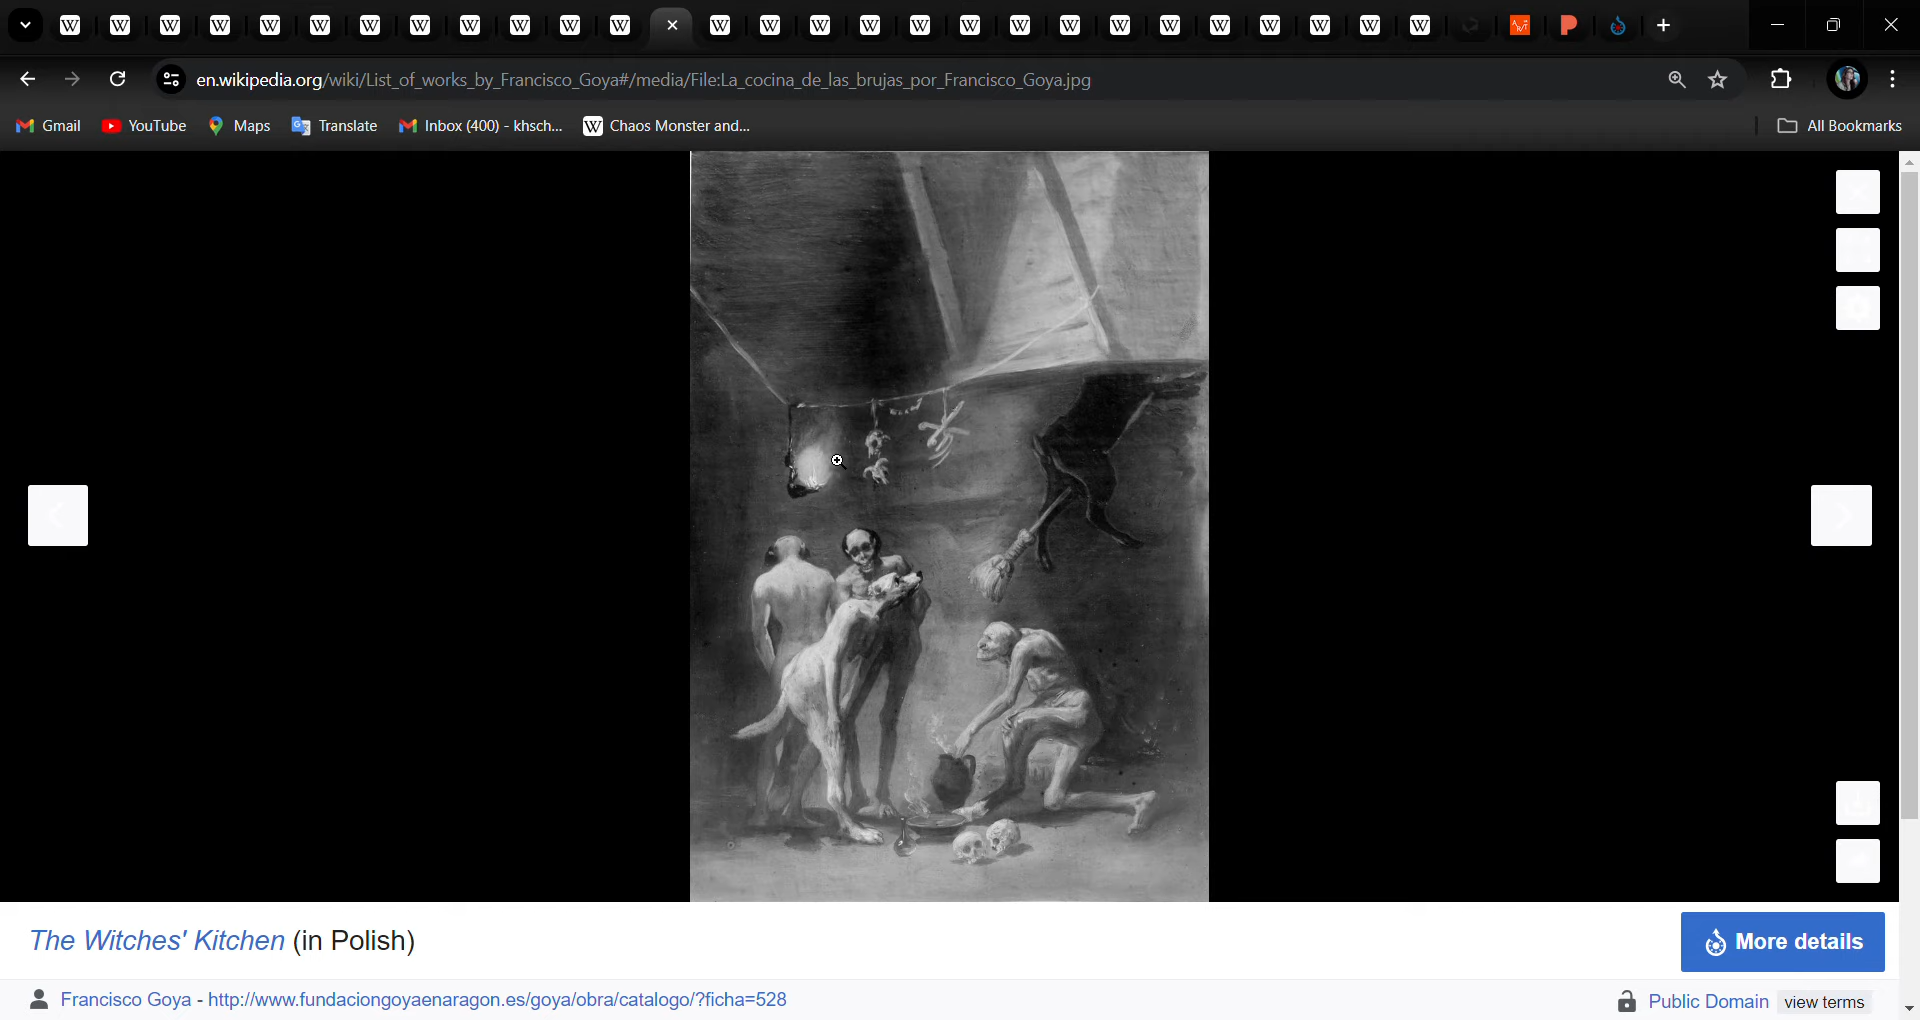 en.wikipedia.org/wiki/List_of_works_by_Francisco_Goya#/media/File:La_cocina_de_las_brujas_por_Francisco_Goya.jpg
Gmail YouTube Maps Translate Inbox (400) - khsch... Chaos Monster and... All Bookmarks
The Witches' Kitchen (in Polish) More details
Francisco Goya - http://www.fundaciongoyaenaragon.es/goya/obra/catalogo/?ficha=528 Public Domain view terms